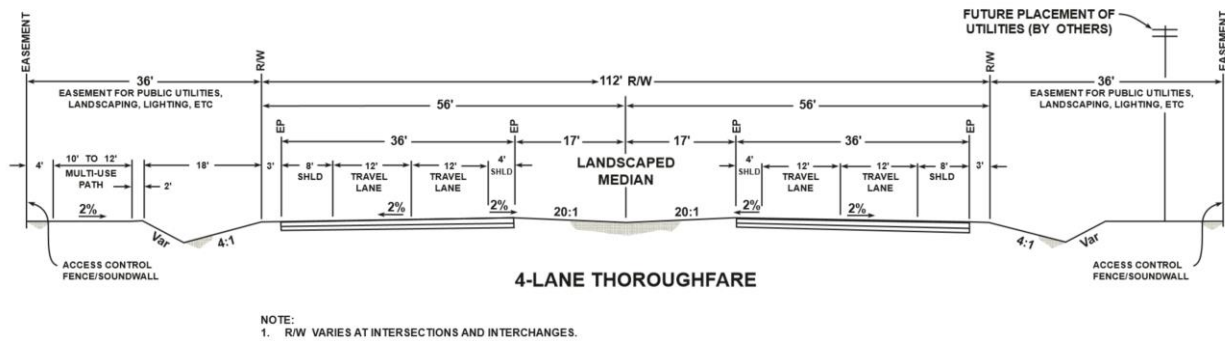 FUTURE PLACEMENT OF
UTILITIES (BY OTHERS)
EASEMENT
R/W
R/W
EASEMENT
36'
112' R/W
36'
EASEMENT FOR PUBLIC UTILITIES,
LANDSCAPING, LIGHTING, ETC
EASEMENT FOR PUBLIC UTILITIES,
LANDSCAPING, LIGHTING, ETC
56'
56'
EP
EP
EP
EP
36'
17'
17'
36'
4'
10' TO 12'
MULTI-USE
PATH
2'
18'
3'
8'
SHLD
12'
TRAVEL
LANE
12'
TRAVEL
LANE
4'
SHLD
LANDSCAPED
MEDIAN
4'
SHLD
12'
TRAVEL
LANE
12'
TRAVEL
LANE
8'
SHLD
3'
2%
2%
2%
20:1
20:1
2%
2%
Var
4:1
4:1
Var
ACCESS CONTROL
FENCE/SOUNDWALL
ACCESS CONTROL
FENCE/SOUNDWALL
4-LANE THOROUGHFARE
NOTE:
1. R/W VARIES AT INTERSECTIONS AND INTERCHANGES.